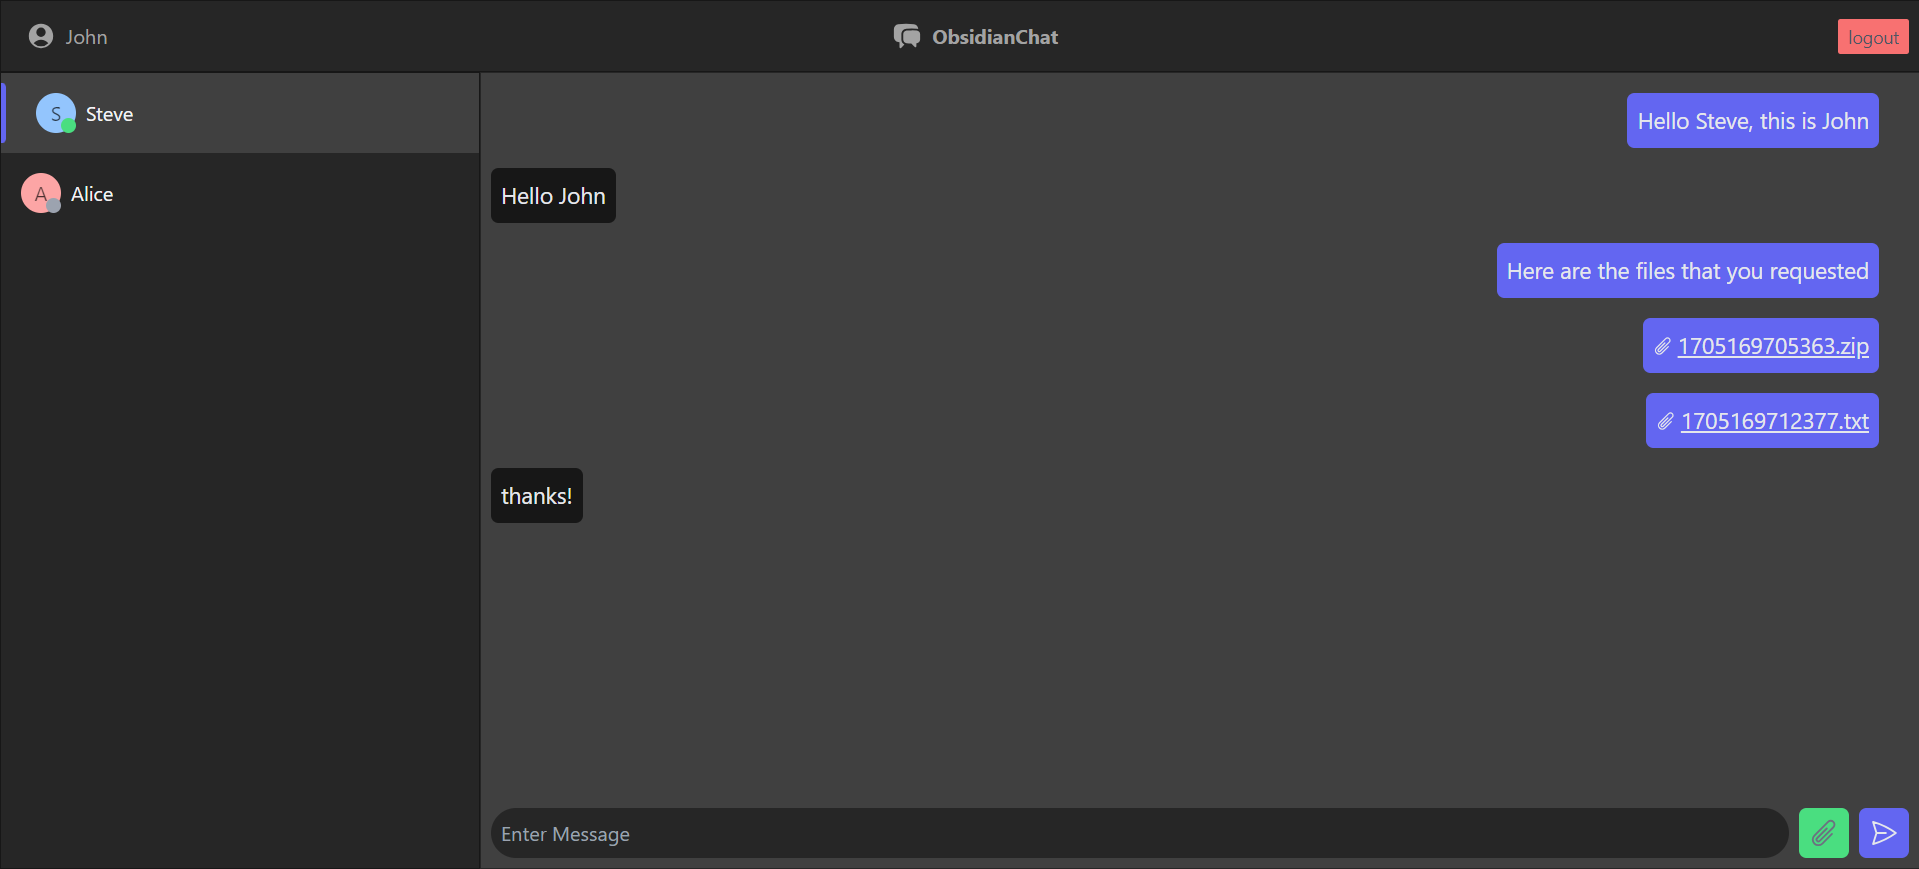 John
ObsidianChat
logout
S
Steve
A
Alice
Hello Steve, this is John
Hello John
Here are the files that you requested
1705169705363.zip
1705169712377.txt
thanks!
Enter Message